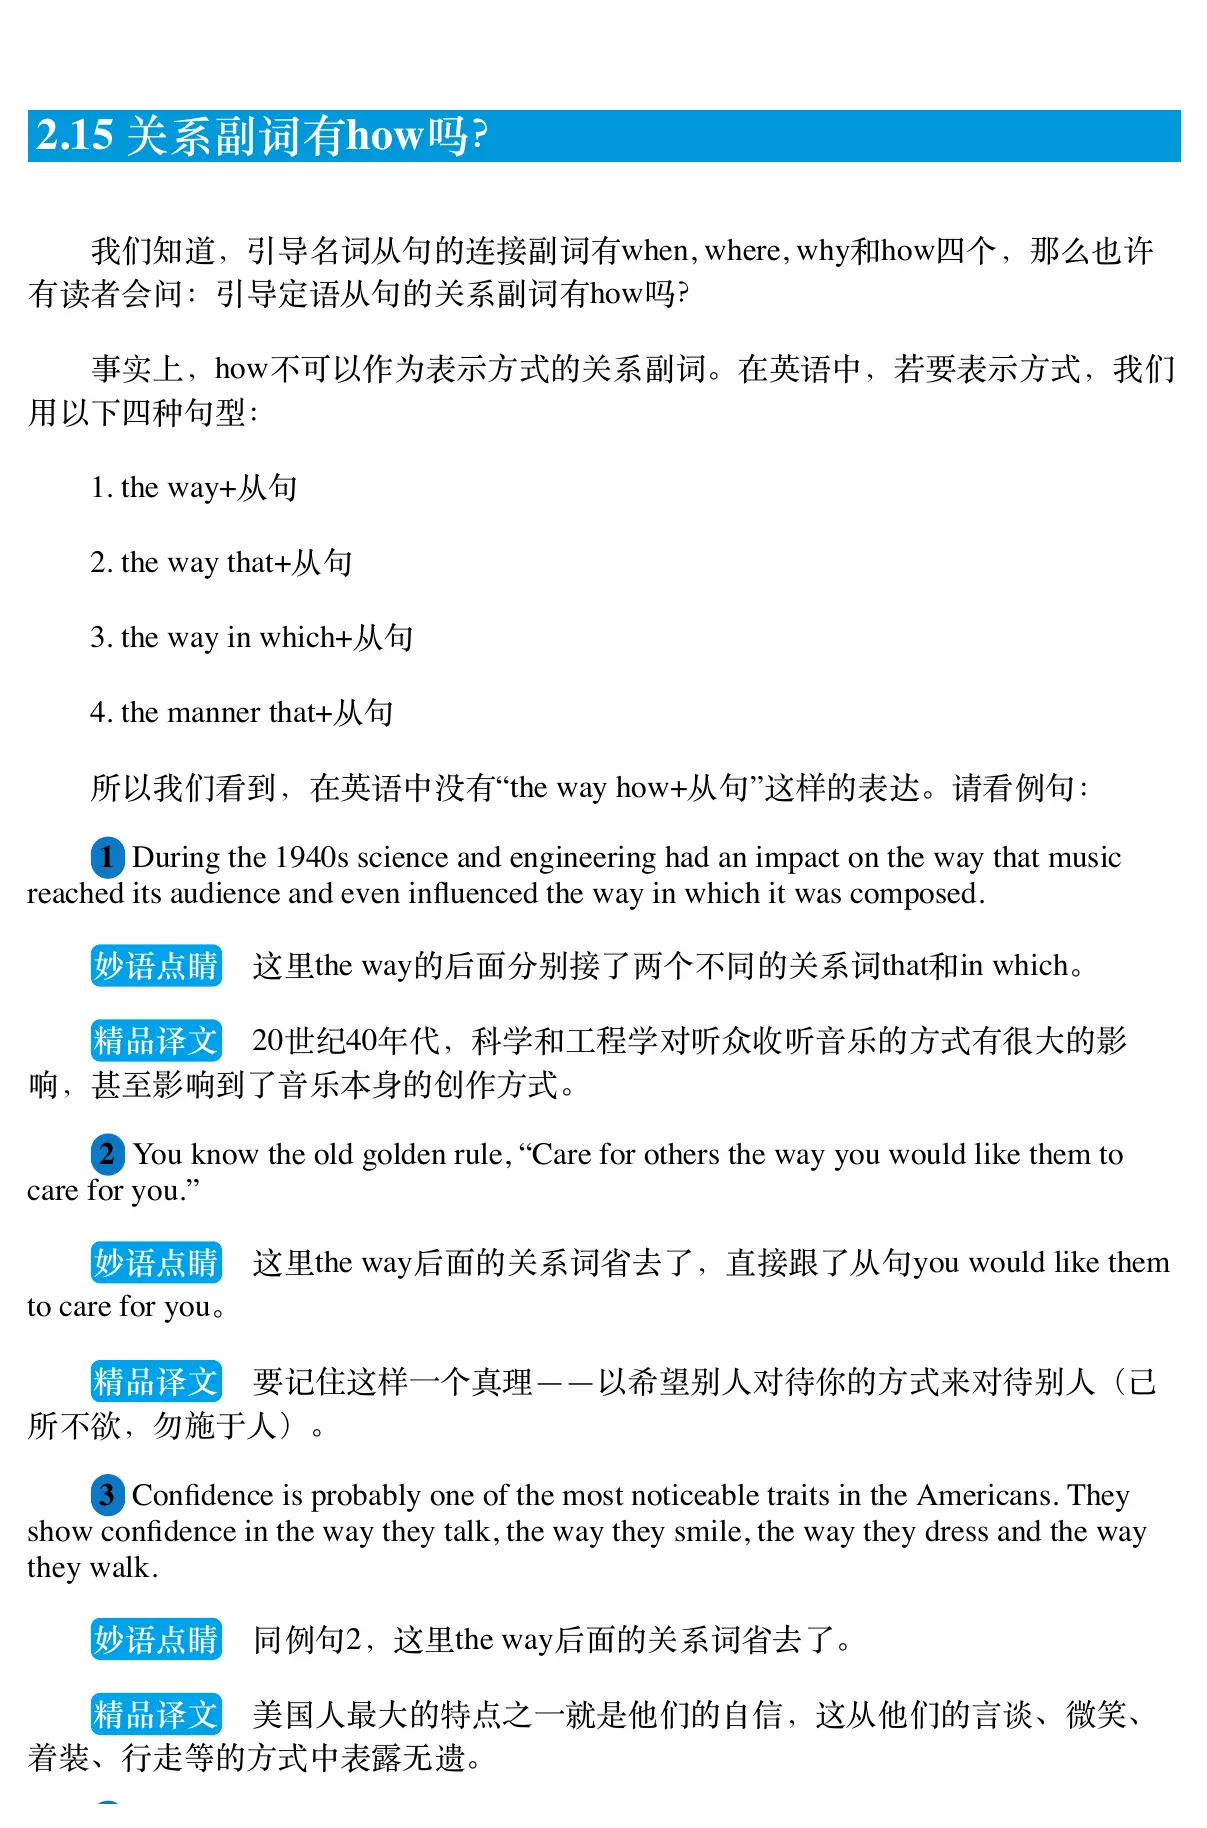 2.15 关系副词有how吗？
我们知道，引导名词从句的连接副词有when, where, why和how四个，那么也许
有读者会问：引导定语从句的关系副词有how吗？
事实上，how不可以作为表示方式的关系副词。在英语中，若要表示方式，我们
用以下四种句型：
1. the way+从句
2. the way that+从句
3. the way in which+从句
4. the manner that+从句
所以我们看到，在英语中没有“the way how+从句”这样的表达。请看例句：
1 During the 1940s science and engineering had an impact on the way that music
reached its audience and even influenced the way in which it was composed.
妙语点睛 这里the way的后面分别接了两个不同的关系词that和in which。
精品译文 20世纪40年代，科学和工程学对听众收听音乐的方式有很大的影
响，甚至影响到了音乐本身的创作方式。
2 You know the old golden rule, “Care for others the way you would like them to
care for you.”
妙语点睛 这里the way后面的关系词省去了，直接跟了从句you would like them
to care for you。
精品译文 要记住这样一个真理——以希望别人对待你的方式来对待别人（己
所不欲，勿施于人）。
3 Confidence is probably one of the most noticeable traits in the Americans. They
show confidence in the way they talk, the way they smile, the way they dress and the way
they walk.
妙语点睛 同例句2，这里the way后面的关系词省去了。
精品译文 美国人最大的特点之一就是他们的自信，这从他们的言谈、微笑、
着装、行走等的方式中表露无遗。